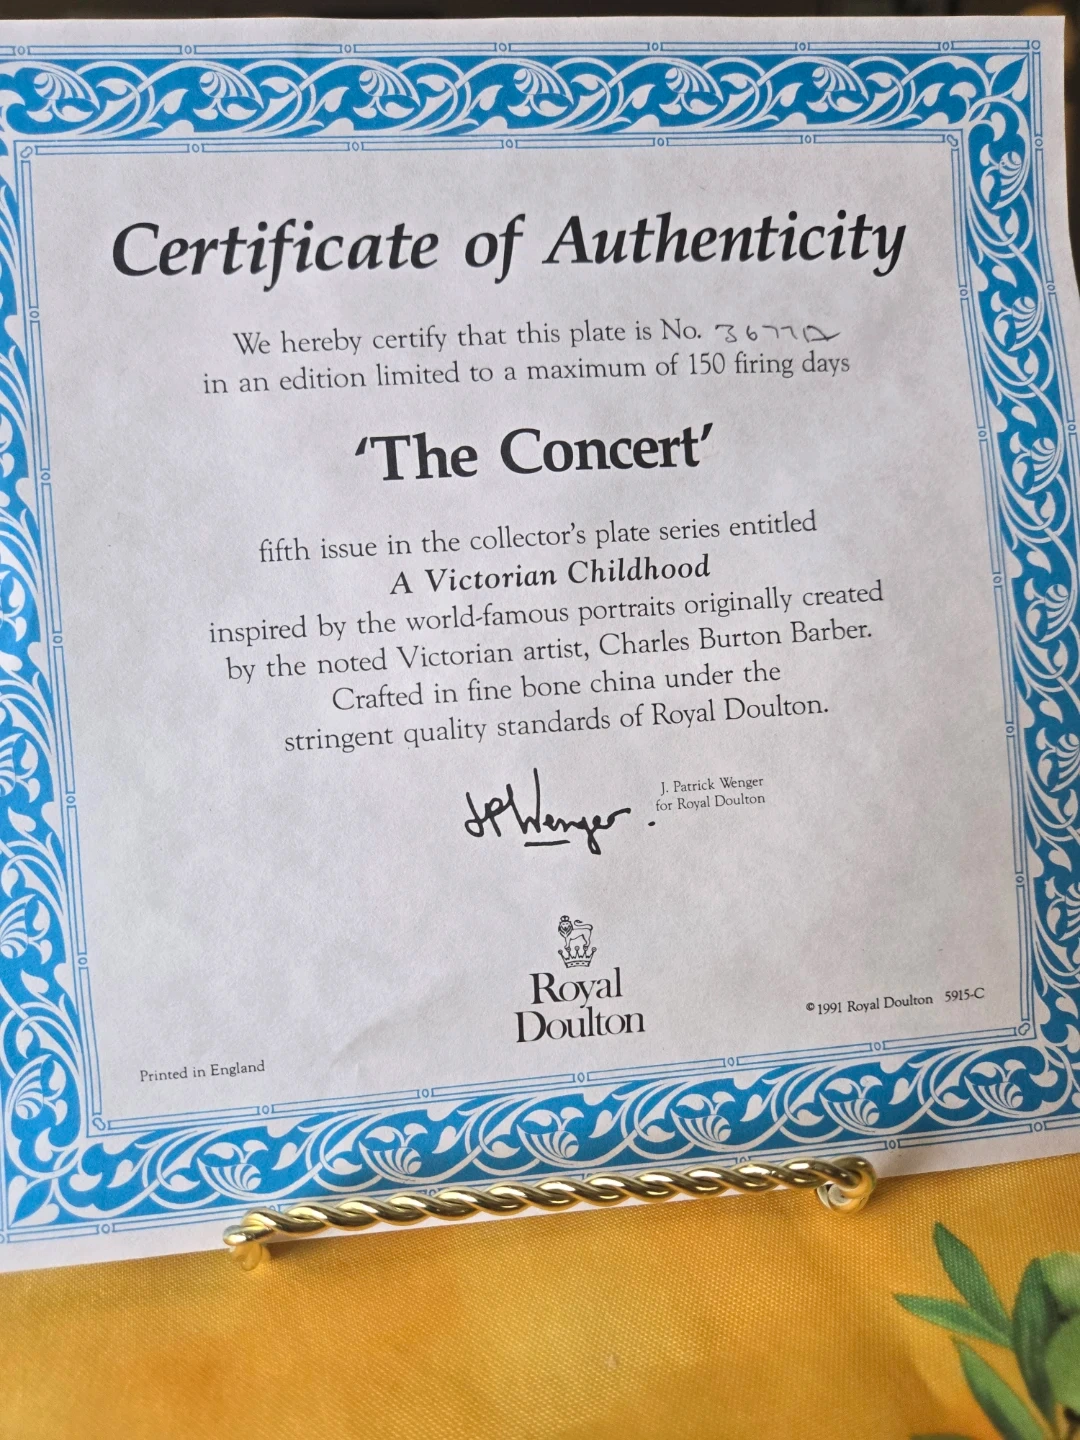 Certificate of Authenticity
We hereby certify that this plate is No.
in an edition limited to a maximum of 150 firing days
‘The Concert’
fifth issue in the collector’s plate series entitled
A Victorian Childhood
inspired by the world-famous portraits originally created
by the noted Victorian artist, Charles Burton Barber.
Crafted in fine bone china under the
stringent quality standards of Royal Doulton.
JPWenger.
J. Patrick Wenger
for Royal Doulton
Royal
Doulton
©1991 Royal Doulton 5915-C
Printed in England